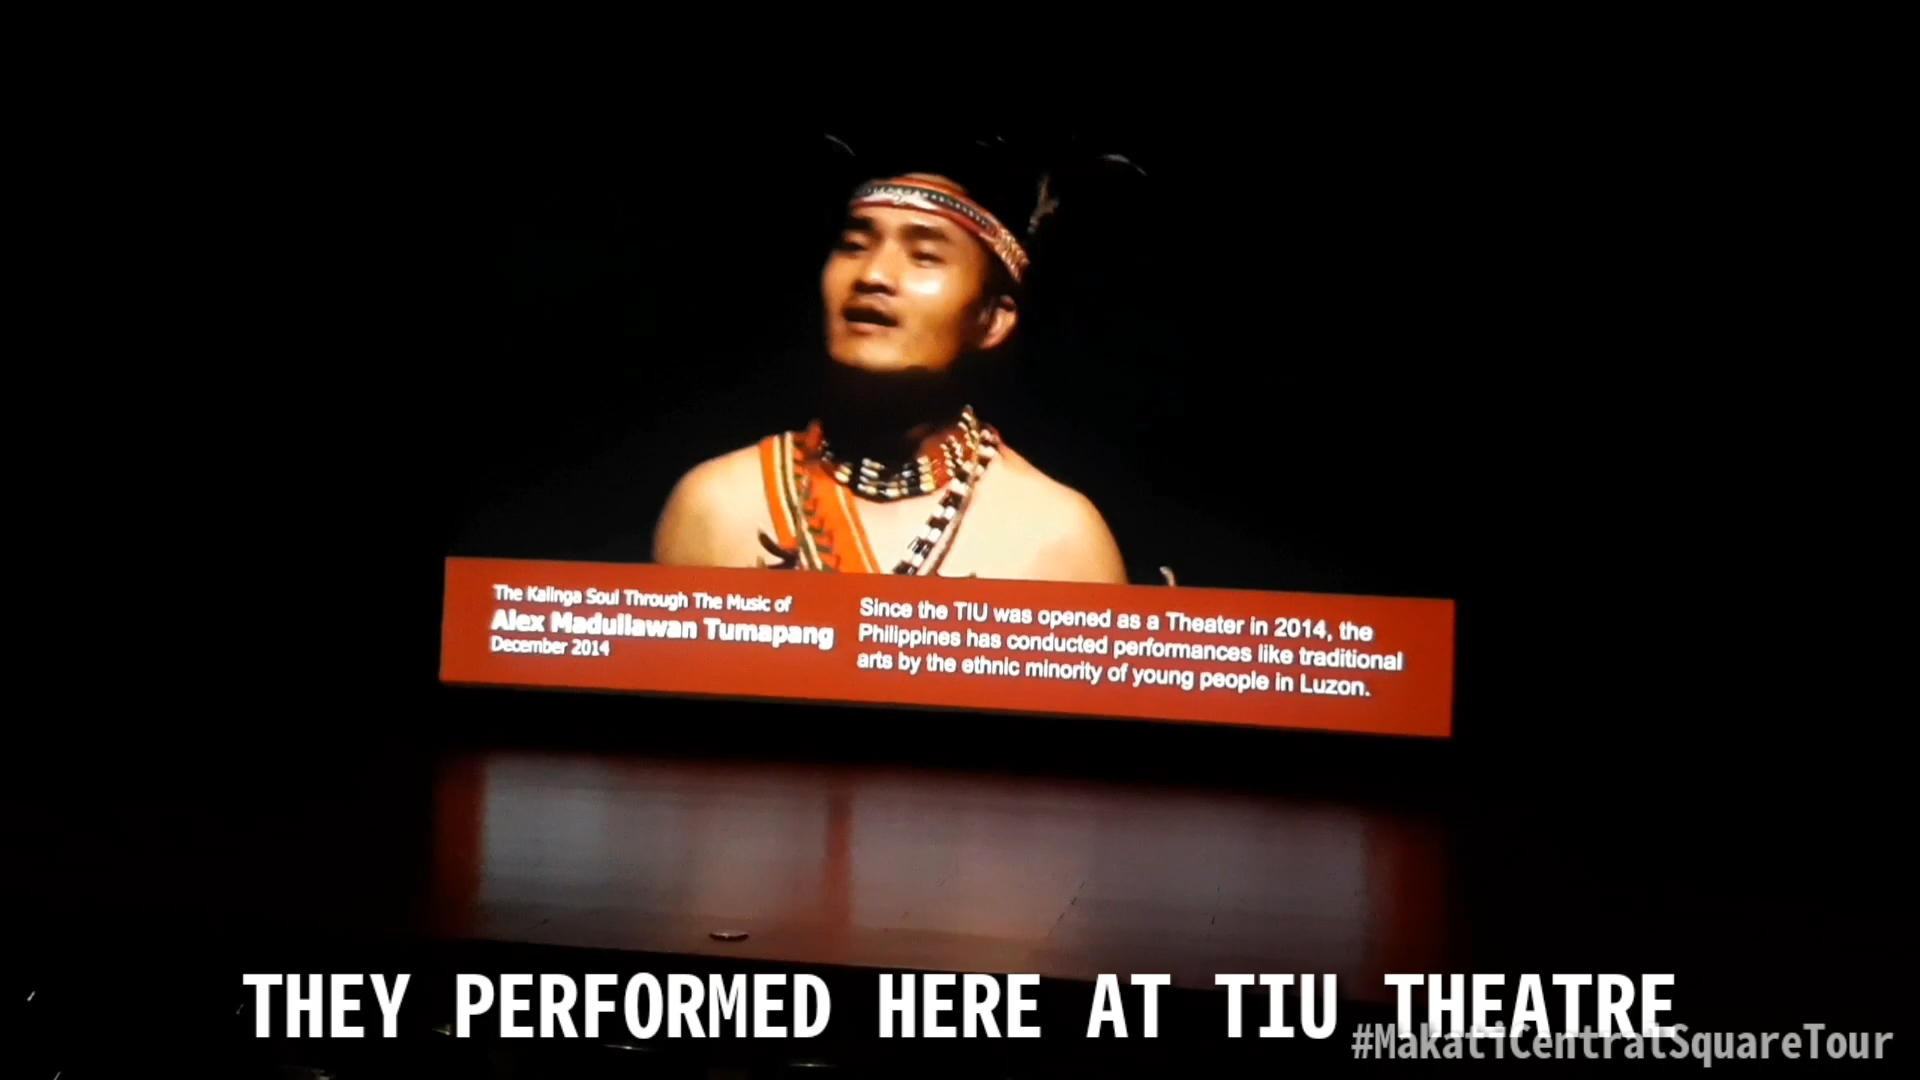 The Kalinga Soul Through The Music of
Alex Madullawan Tumapang
December 2014
Since the TIU was opened as a Theater in 2014, the
Philippines has conducted performances like traditional
arts by the ethnic minority of young people in Luzon.
THEY PERFORMED HERE AT TIU THEATRE
#MakatiCentralSquareTour